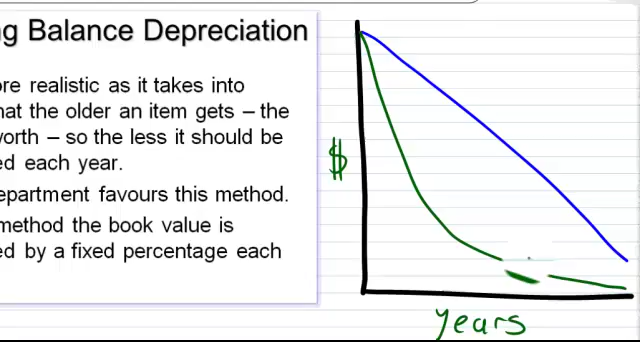 g Balance Depreciation
re realistic as it takes into
hat the older an item gets – the
worth – so the less it should be
ed each year.
epartment favours this method.
method the book value is
ed by a fixed percentage each
$
years